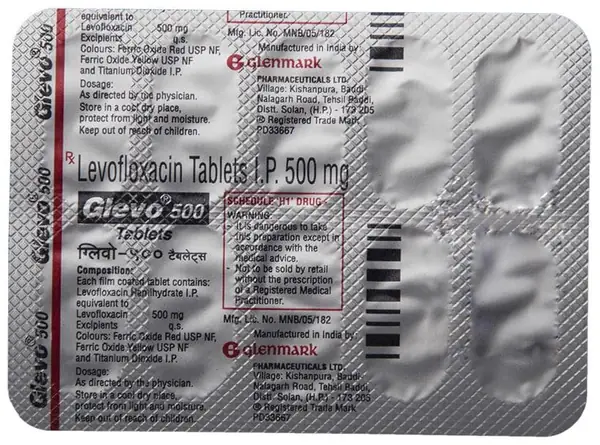 equivalent to
Levofloxacin 500 mg
Excipients q.s.
Colours: Ferric Oxide Red USP NF,
Ferric Oxide Yellow USP NF
and Titanium Dioxide I.P.
Dosage:
As directed by the physician.
Store in a cool dry place,
protect from light and moisture.
Keep out of reach of children.
Practitioner.
Mfg. Lic. No. MNB/05/182
Manufactured in India by:
glenmark
PHARMACEUTICALS LTD.
Village: Kishanpura, Baddi-
Nalagarh Road, Tehsil Baddi,
Distt. Solan, (H.P.) - 173 205
® Registered Trade Mark
PD33667
Glevo® 500
Rx Levofloxacin Tablets I.P. 500 mg
Glevo® 500
Tablets
ग्लिवो-५०० टैबलेट्स
Composition:
Each film coated tablet contains:
Levofloxacin Hemihydrate I.P.
equivalent to
Levofloxacin 500 mg
Excipients q.s.
Colours: Ferric Oxide Red USP NF,
Ferric Oxide Yellow USP NF
and Titanium Dioxide I.P.
Dosage:
As directed by the physician.
Store in a cool dry place,
protect from light and moisture.
Keep out of reach of children.
SCHEDULE 'H1' DRUG -
WARNING:
- It is dangerous to take
this preparation except in
accordance with the
medical advice.
- Not to be sold by retail
without the prescription
of a Registered Medical
Practitioner.
Mfg. Lic. No. MNB/05/182
Manufactured in India by:
glenmark
PHARMACEUTICALS LTD.
Village: Kishanpura, Baddi-
Nalagarh Road, Tehsil Baddi,
Distt. Solan, (H.P.) - 173 205
® Registered Trade Mark
PD33667
Glevo® 500